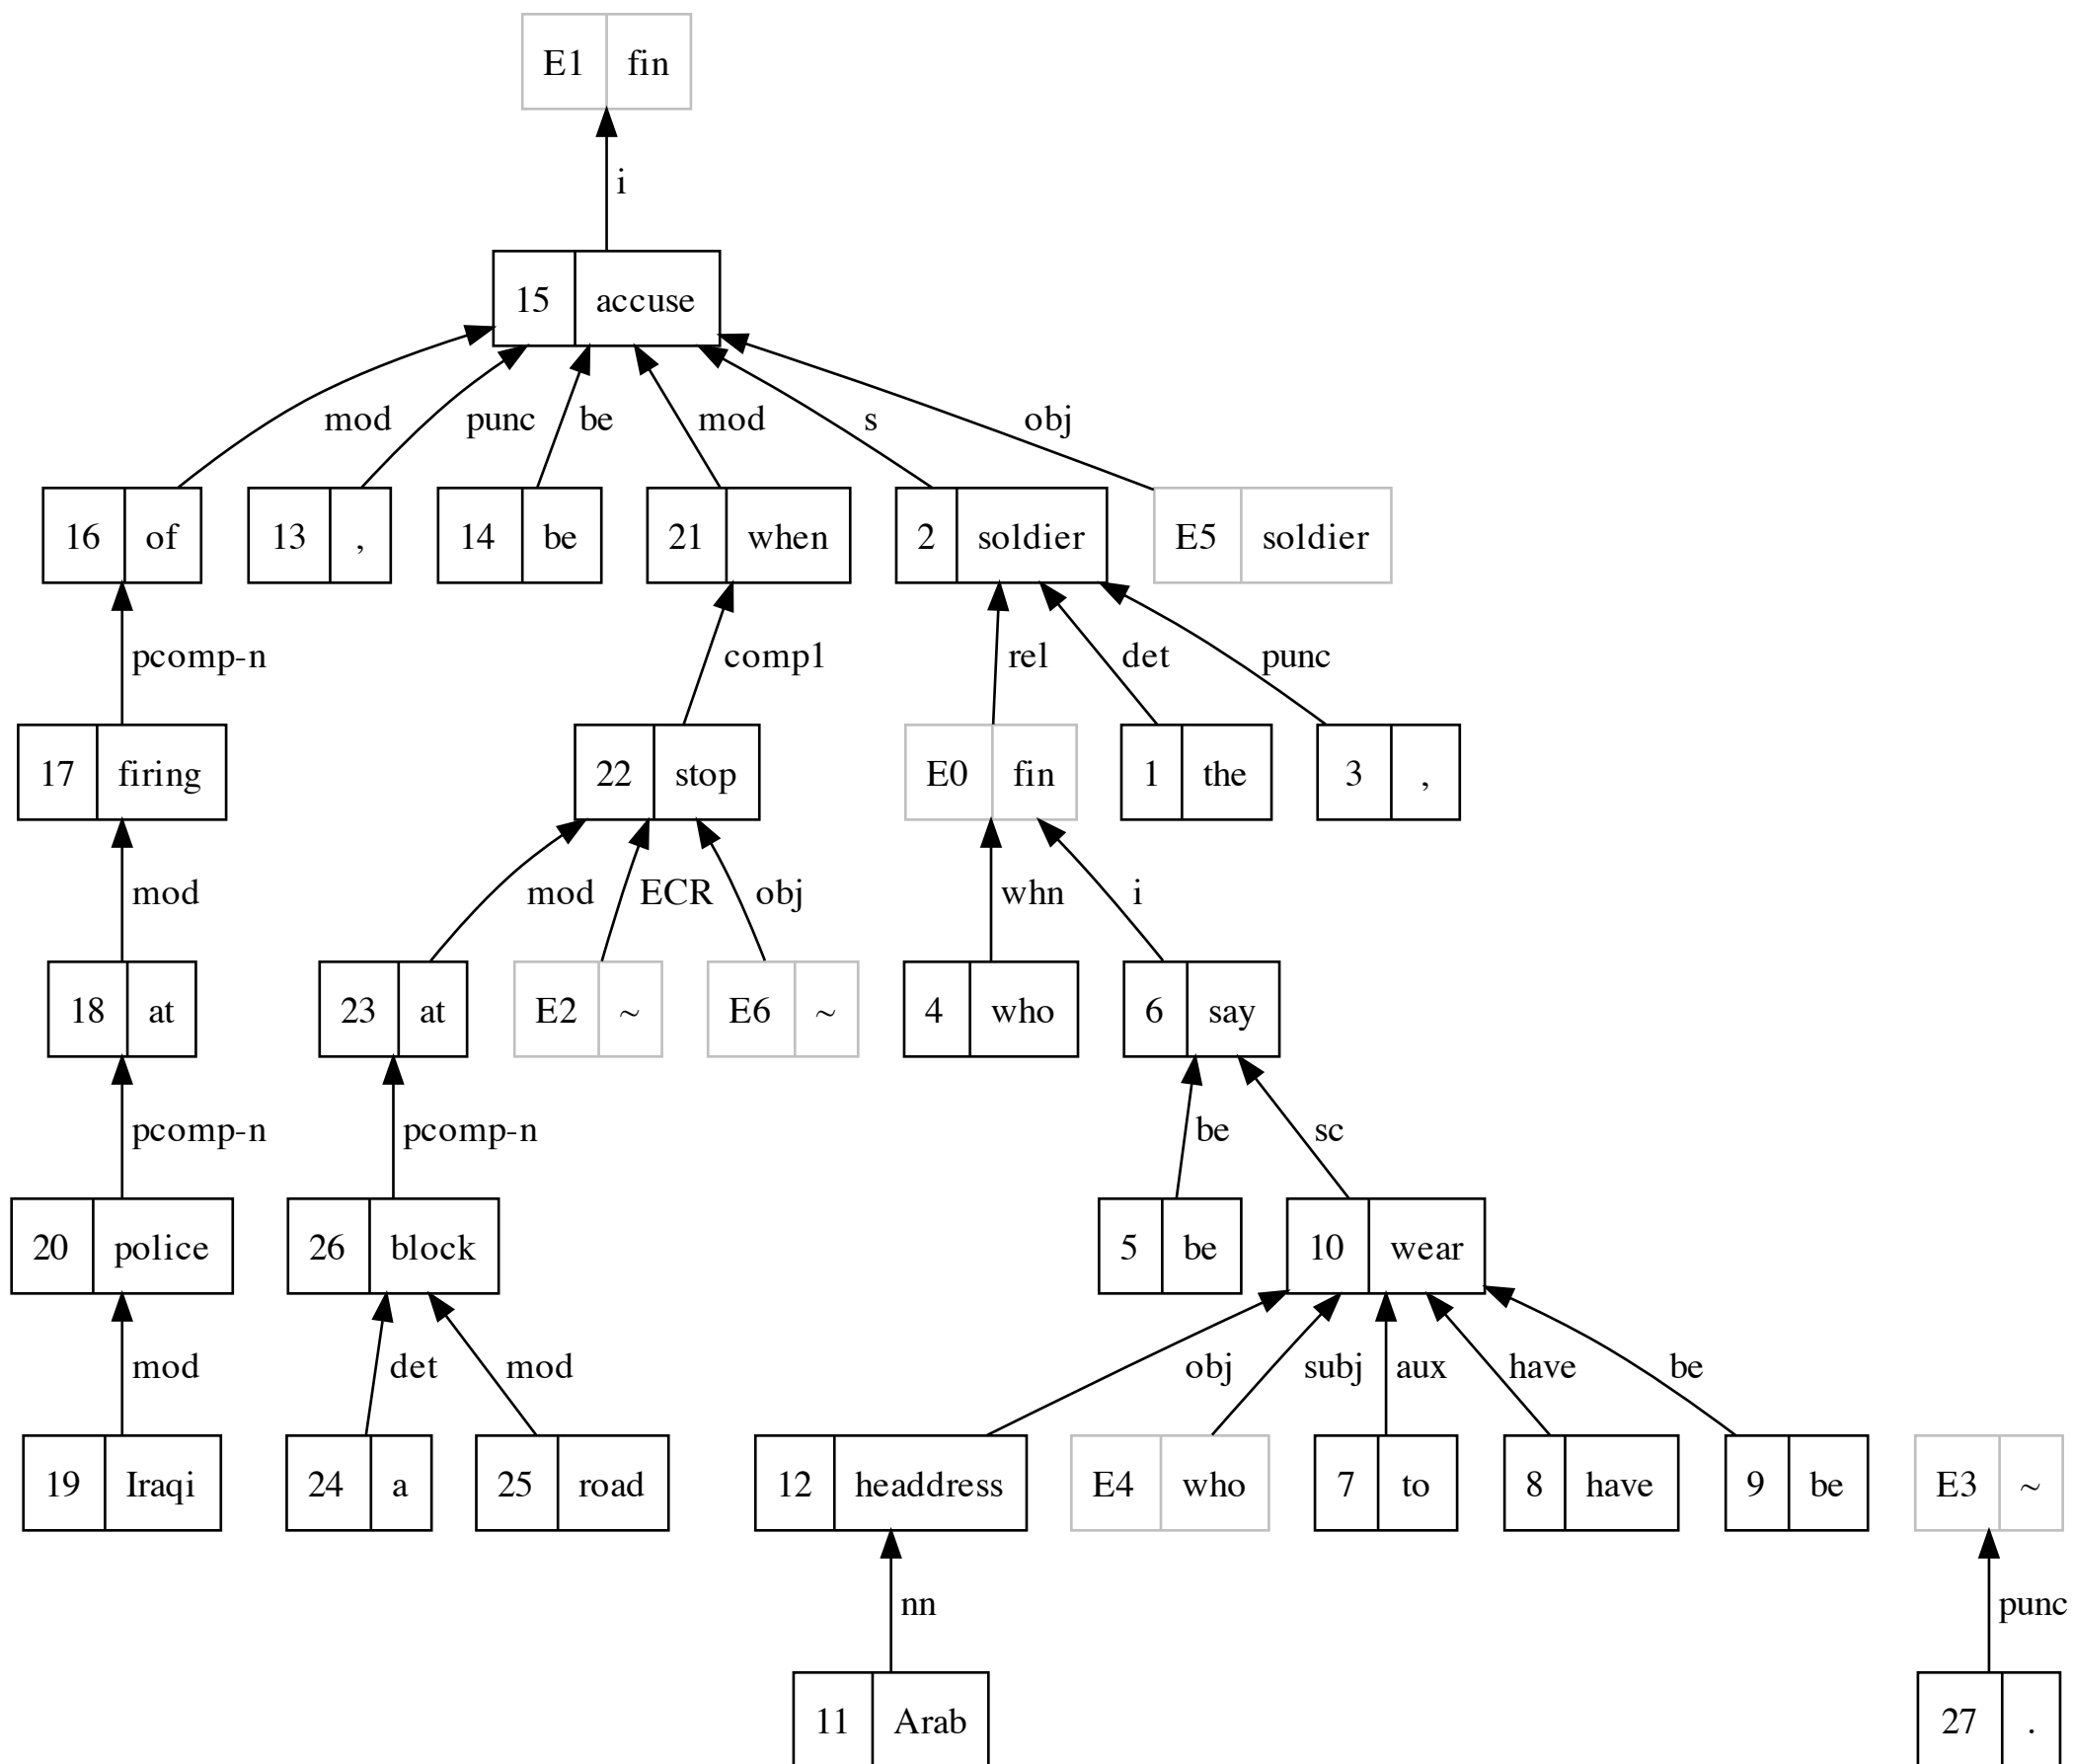 E1 fin
i
15 accuse
mod punc be mod s obj
16 of 13 , 14 be 21 when 2 soldier E5 soldier
pcomp-n comp1 rel det punc
17 firing 22 stop E0 fin 1 the 3 ,
mod mod ECR obj whn i
18 at 23 at E2 ~ E6 ~ 4 who 6 say
pcomp-n pcomp-n be sc
20 police 26 block 5 be 10 wear
mod det mod obj subj aux have be
19 Iraqi 24 a 25 road 12 headdress E4 who 7 to 8 have 9 be E3 ~
nn punc
11 Arab 27 .